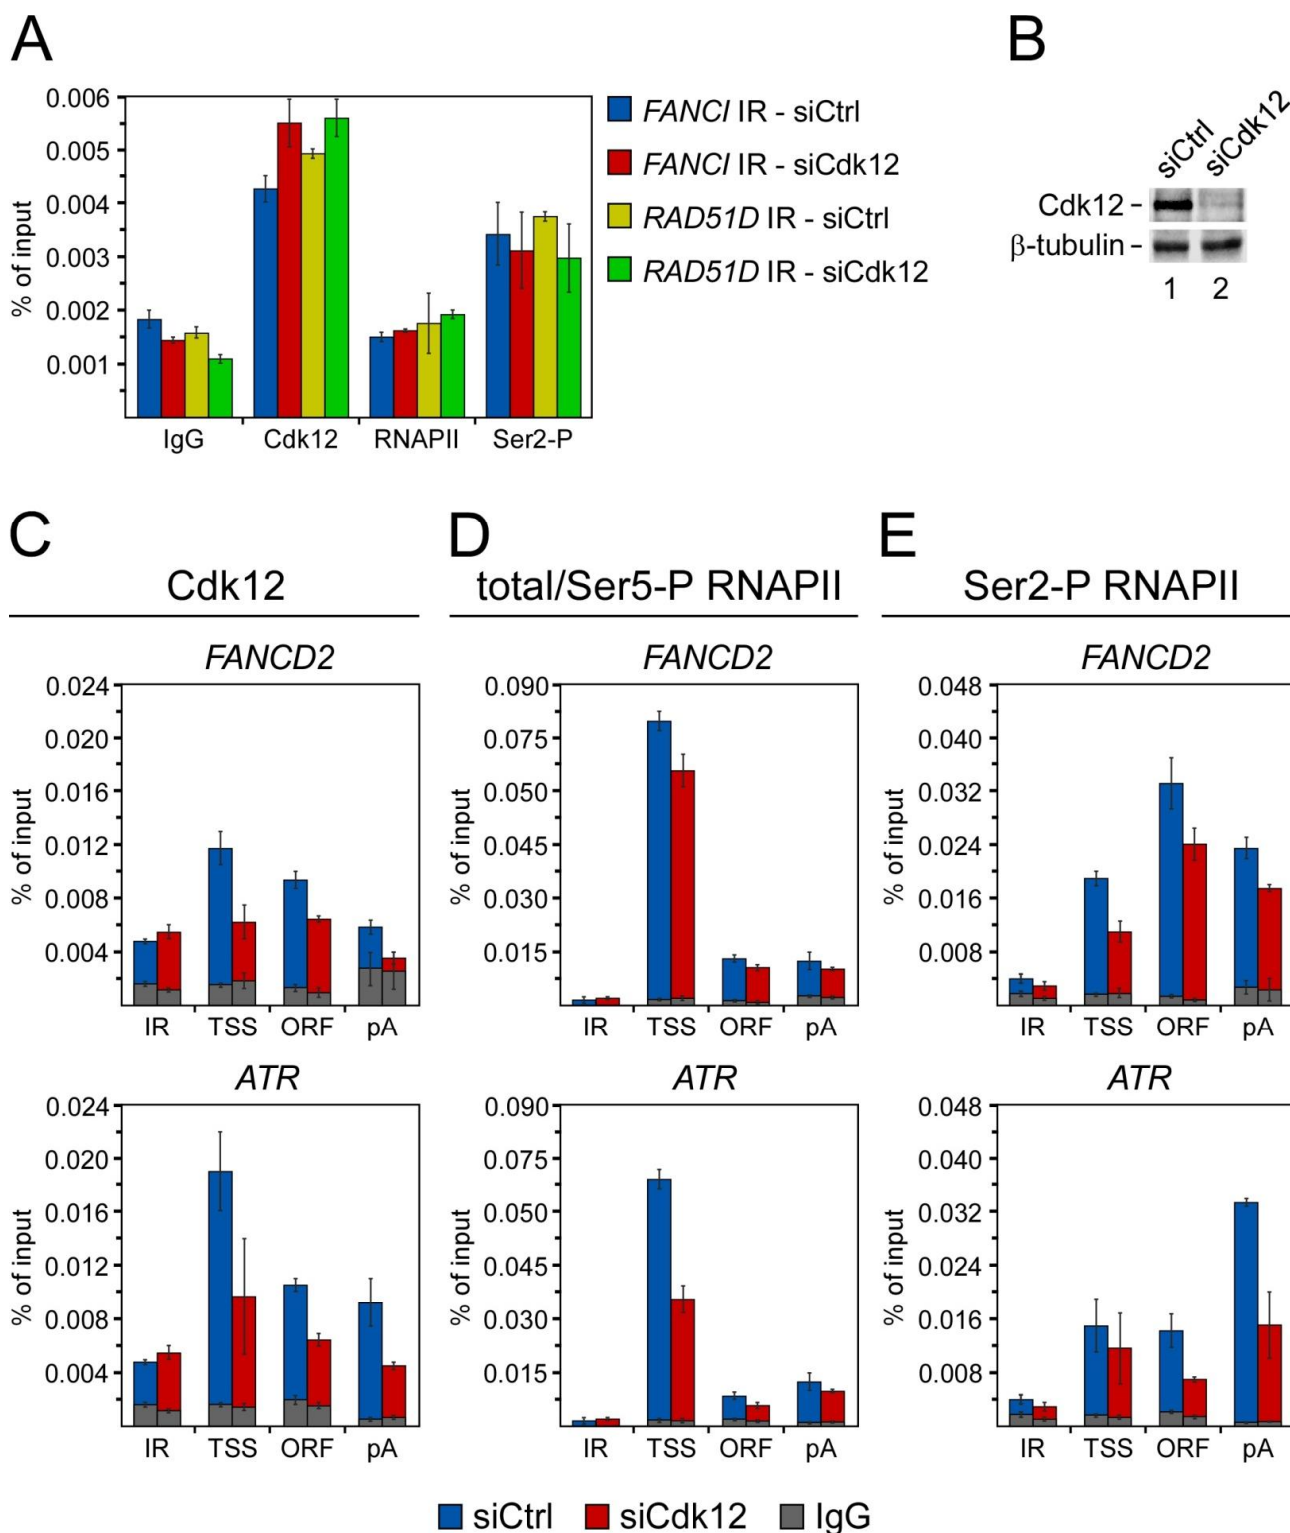 A
B
0.006
0.005
0.004
0.003
0.002
0.001
% of input
IgG
Cdk12
RNAPII
Ser2-P
FANCI IR - siCtrl
FANCI IR - siCdk12
RAD51D IR - siCtrl
RAD51D IR - siCdk12
siCtrl
siCdk12
Cdk12 -
β-tubulin -
1 2
C
Cdk12
D
total/Ser5-P RNAPII
E
Ser2-P RNAPII
FANCD2
0.024
0.020
0.016
0.012
0.008
0.004
% of input
IR TSS ORF pA
FANCD2
0.090
0.075
0.050
0.045
0.030
0.015
% of input
IR TSS ORF pA
FANCD2
0.048
0.040
0.032
0.024
0.016
0.008
% of input
IR TSS ORF pA
ATR
0.024
0.020
0.016
0.012
0.008
0.004
% of input
IR TSS ORF pA
ATR
0.090
0.075
0.050
0.045
0.030
0.015
% of input
IR TSS ORF pA
ATR
0.048
0.040
0.032
0.024
0.016
0.008
% of input
IR TSS ORF pA
siCtrl siCdk12 IgG